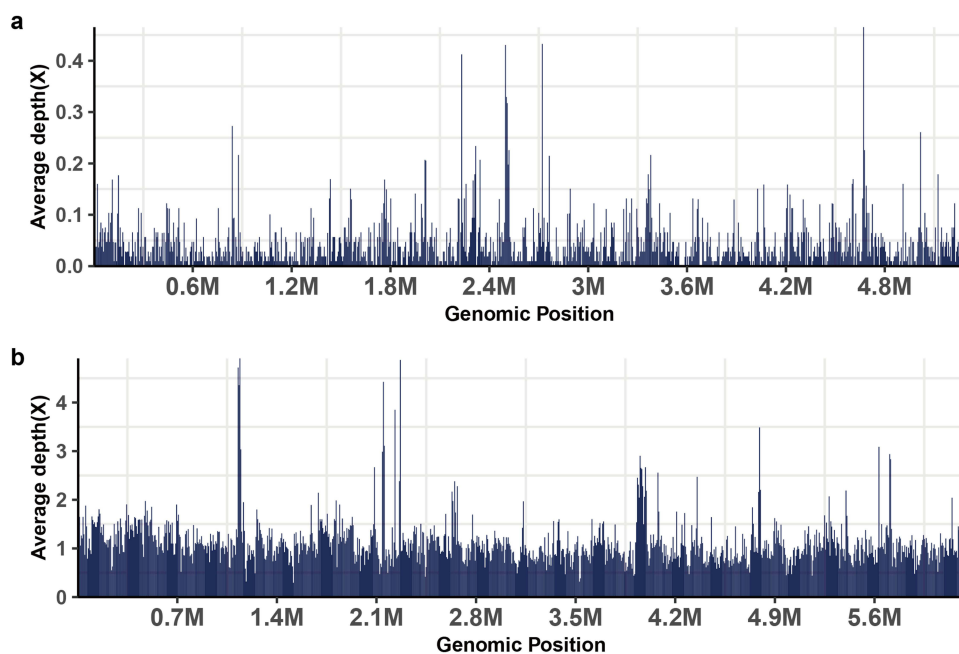 a
Average depth(X)
0.4
0.3
0.2
0.1
0.0
0.6M 1.2M 1.8M 2.4M 3M 3.6M 4.2M 4.8M
Genomic Position
b
Average depth(X)
4
3
2
1
0
0.7M 1.4M 2.1M 2.8M 3.5M 4.2M 4.9M 5.6M
Genomic Position